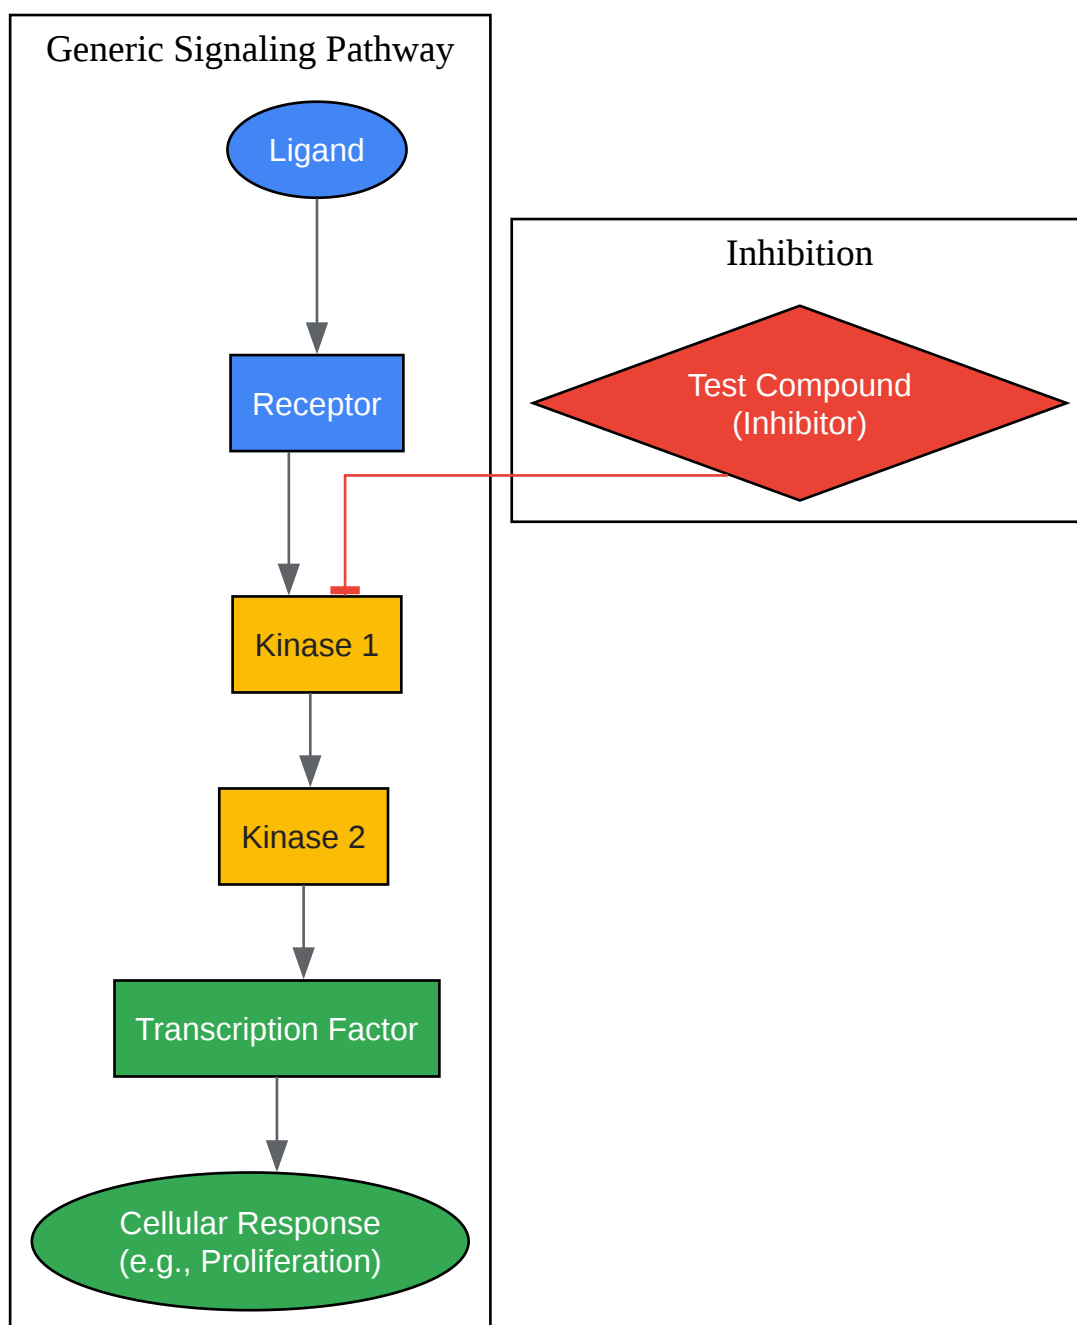 Generic Signaling Pathway
Ligand
Inhibition
Test Compound
(Inhibitor)
Receptor
Kinase 1
Kinase 2
Transcription Factor
Cellular Response
(e.g., Proliferation)